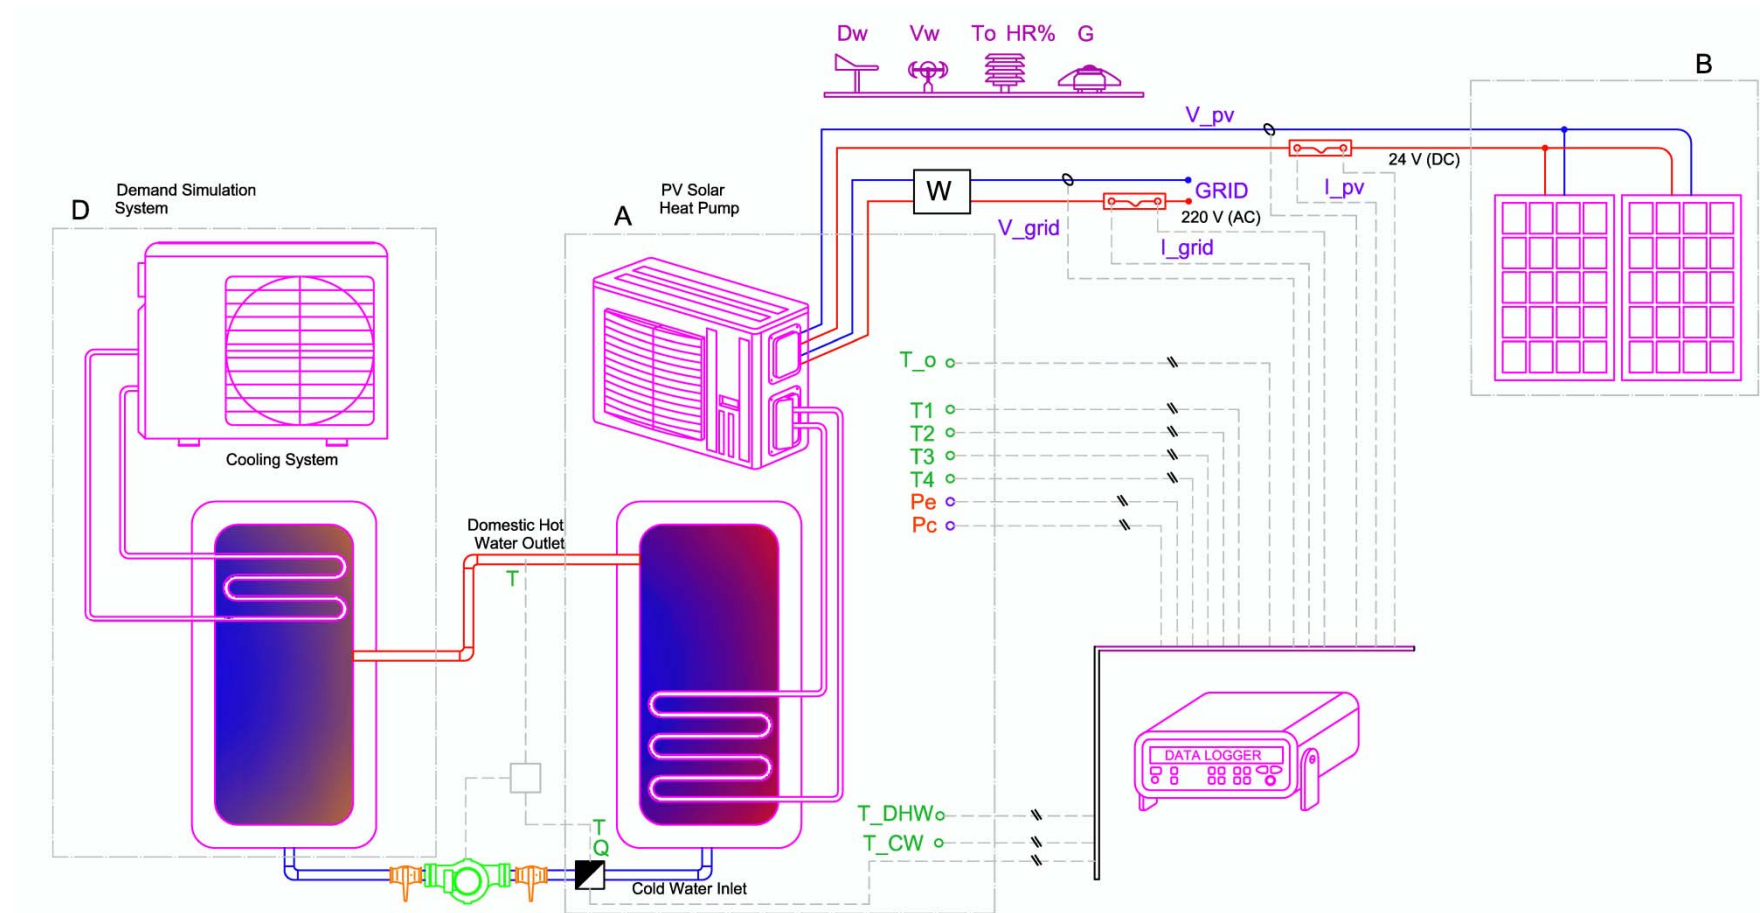 Dw Vw To HR% G
B
V_pv
24 V (DC)
I_pv
W
GRID
220 V (AC)
V_grid
I_grid
D
Demand Simulation
System
A
PV Solar
Heat Pump
Cooling System
T_o
T1
T2
T3
T4
Pe
Pc
Domestic Hot
Water Outlet
T
DATA LOGGER
T_DHW
T_CW
T
Q
Cold Water Inlet